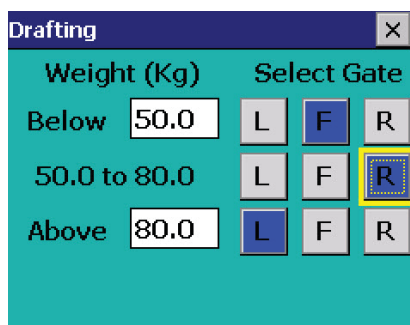 Drafting
Weight (Kg) Select Gate
Below 50.0 L F R
50.0 to 80.0 L F R
Above 80.0 L F R